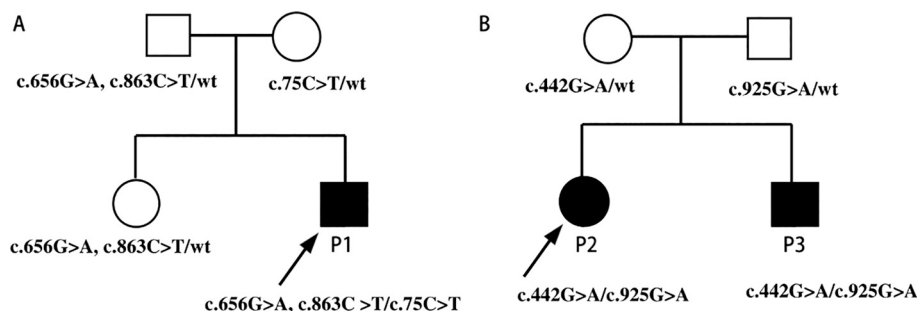 A
c.656G>A, c.863C>T/wt
c.75C>T/wt
c.656G>A, c.863C>T/wt
P1
c.656G>A, c.863C >T/c.75C>T
B
c.442G>A/wt
c.925G>A/wt
P2
P3
c.442G>A/c.925G>A
c.442G>A/c.925G>A